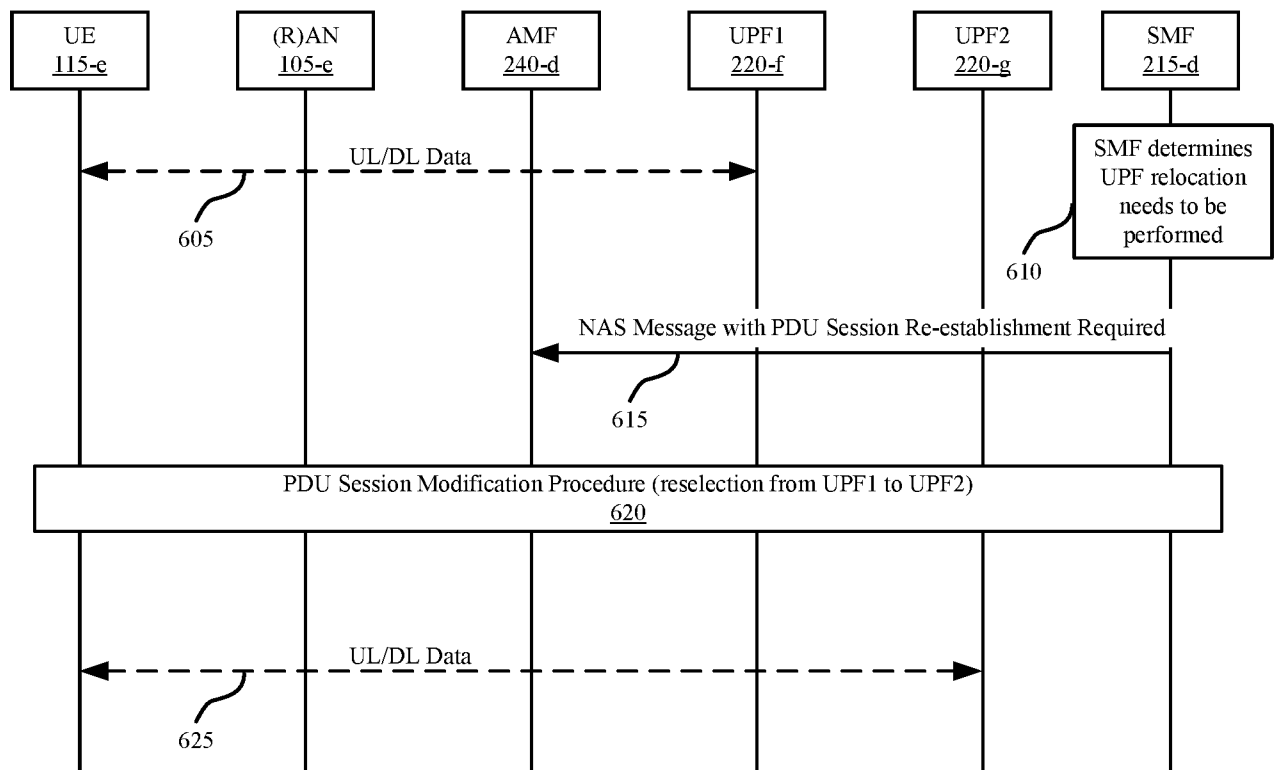 UE
115-e
(R)AN
105-e
AMF
240-d
UPF1
220-f
UPF2
220-g
SMF
215-d
UL/DL Data
605
SMF determines
UPF relocation
needs to be
performed
610
NAS Message with PDU Session Re-establishment Required
615
PDU Session Modification Procedure (reselection from UPF1 to UPF2)
620
UL/DL Data
625